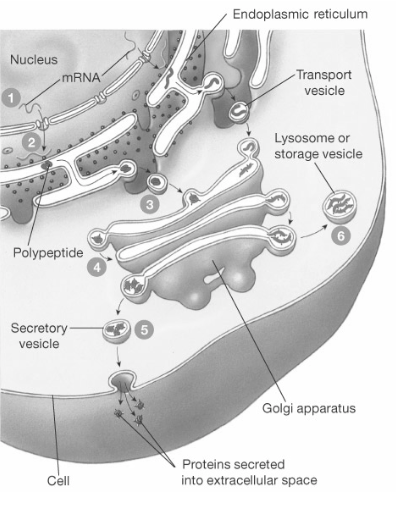 Endoplasmic reticulum
Nucleus
mRNA
1
2
Transport
vesicle
Lysosome or
storage vesicle
3
Polypeptide
4
6
Secretory
vesicle
5
Golgi apparatus
Cell
Proteins secreted
into extracellular space